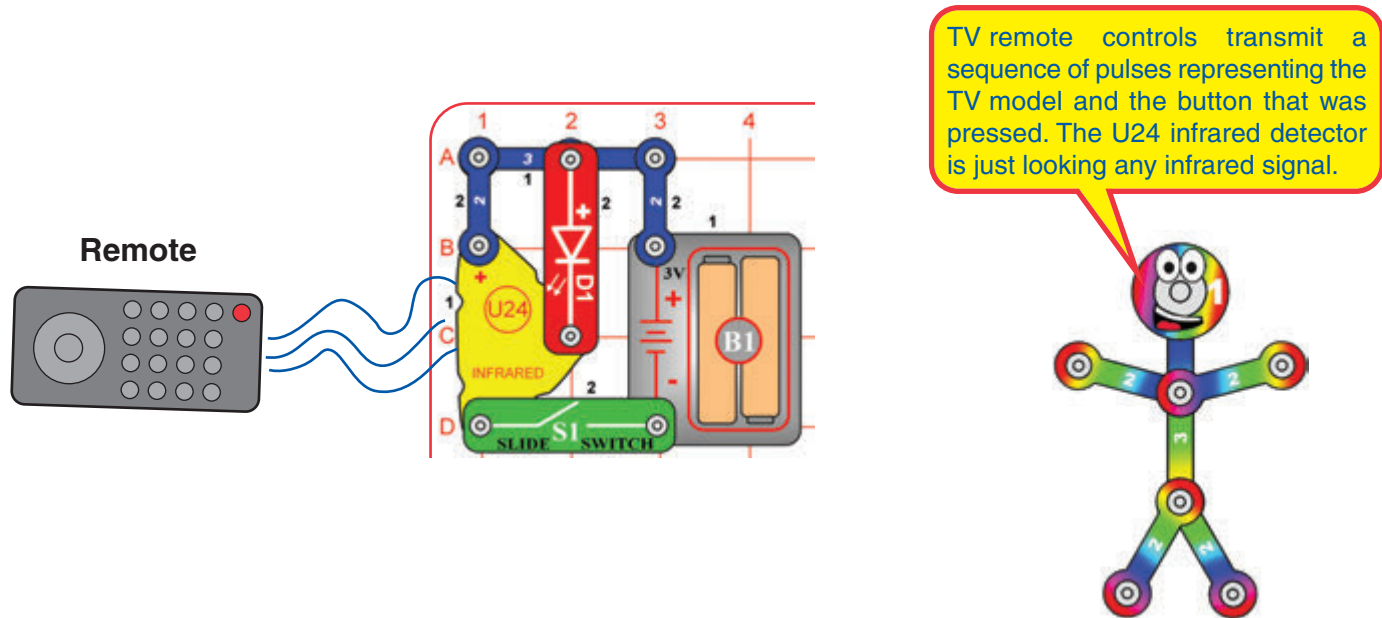 TV remote controls transmit a
sequence of pulses representing the
TV model and the button that was
pressed. The U24 infrared detector
is just looking any infrared signal.
Remote
1 2 3 4
A
B
C
D
3
1
2 2
2
2 2
1
+
U24
1
INFRARED
+
D1
2
3V
+
-
B1
S1
SLIDE SWITCH
1
2
2
3
2
2